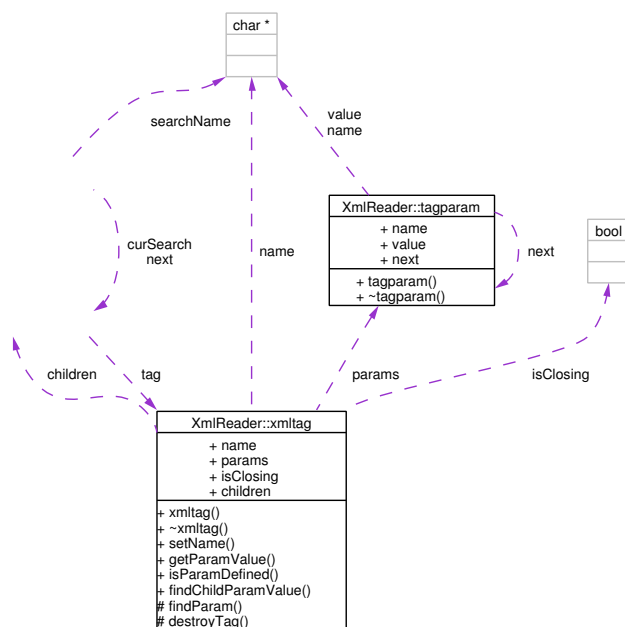 char *
searchName
value
name
XmlReader::tagparam
+ name
+ value
+ next
+ tagparam()
+ ~tagparam()
bool
curSearch
next
name
next
children
tag
params
isClosing
XmlReader::xmltag
+ name
+ params
+ isClosing
+ children
+ xmltag()
+ ~xmltag()
+ setName()
+ getParamValue()
+ isParamDefined()
+ findChildParamValue()
# findParam()
# destroyTag()